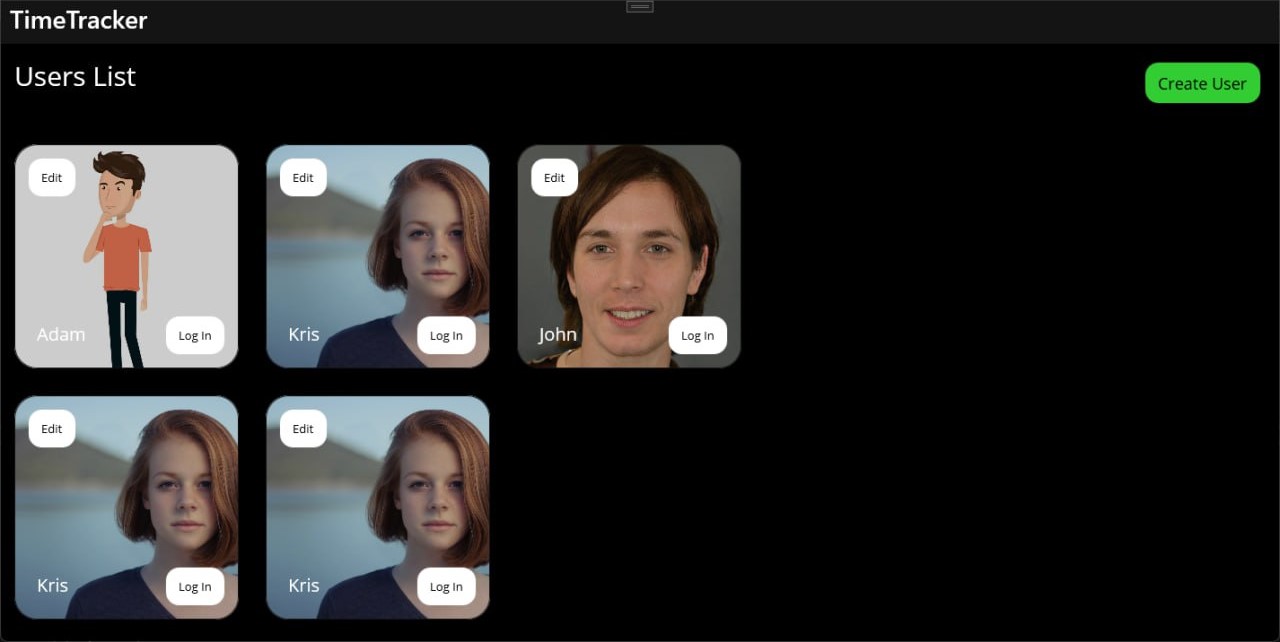 TimeTracker
Users List
Create User
Edit
Adam
Log In
Edit
Kris
Log In
Edit
John
Log In
Edit
Kris
Log In
Edit
Kris
Log In